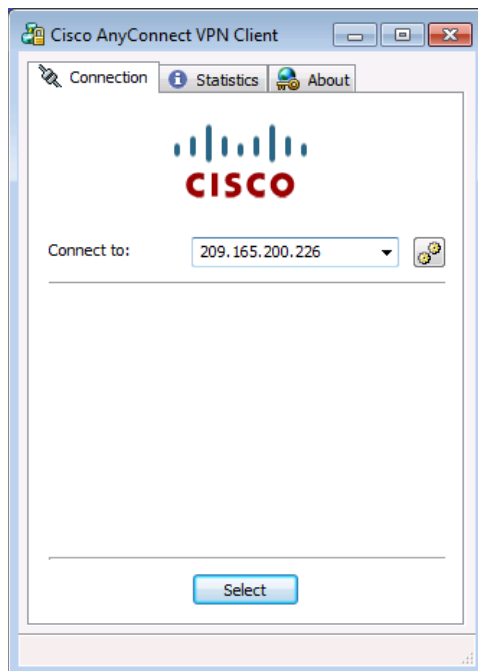 Cisco AnyConnect VPN Client
Connection Statistics About
CISCO
Connect to: 209.165.200.226
Select